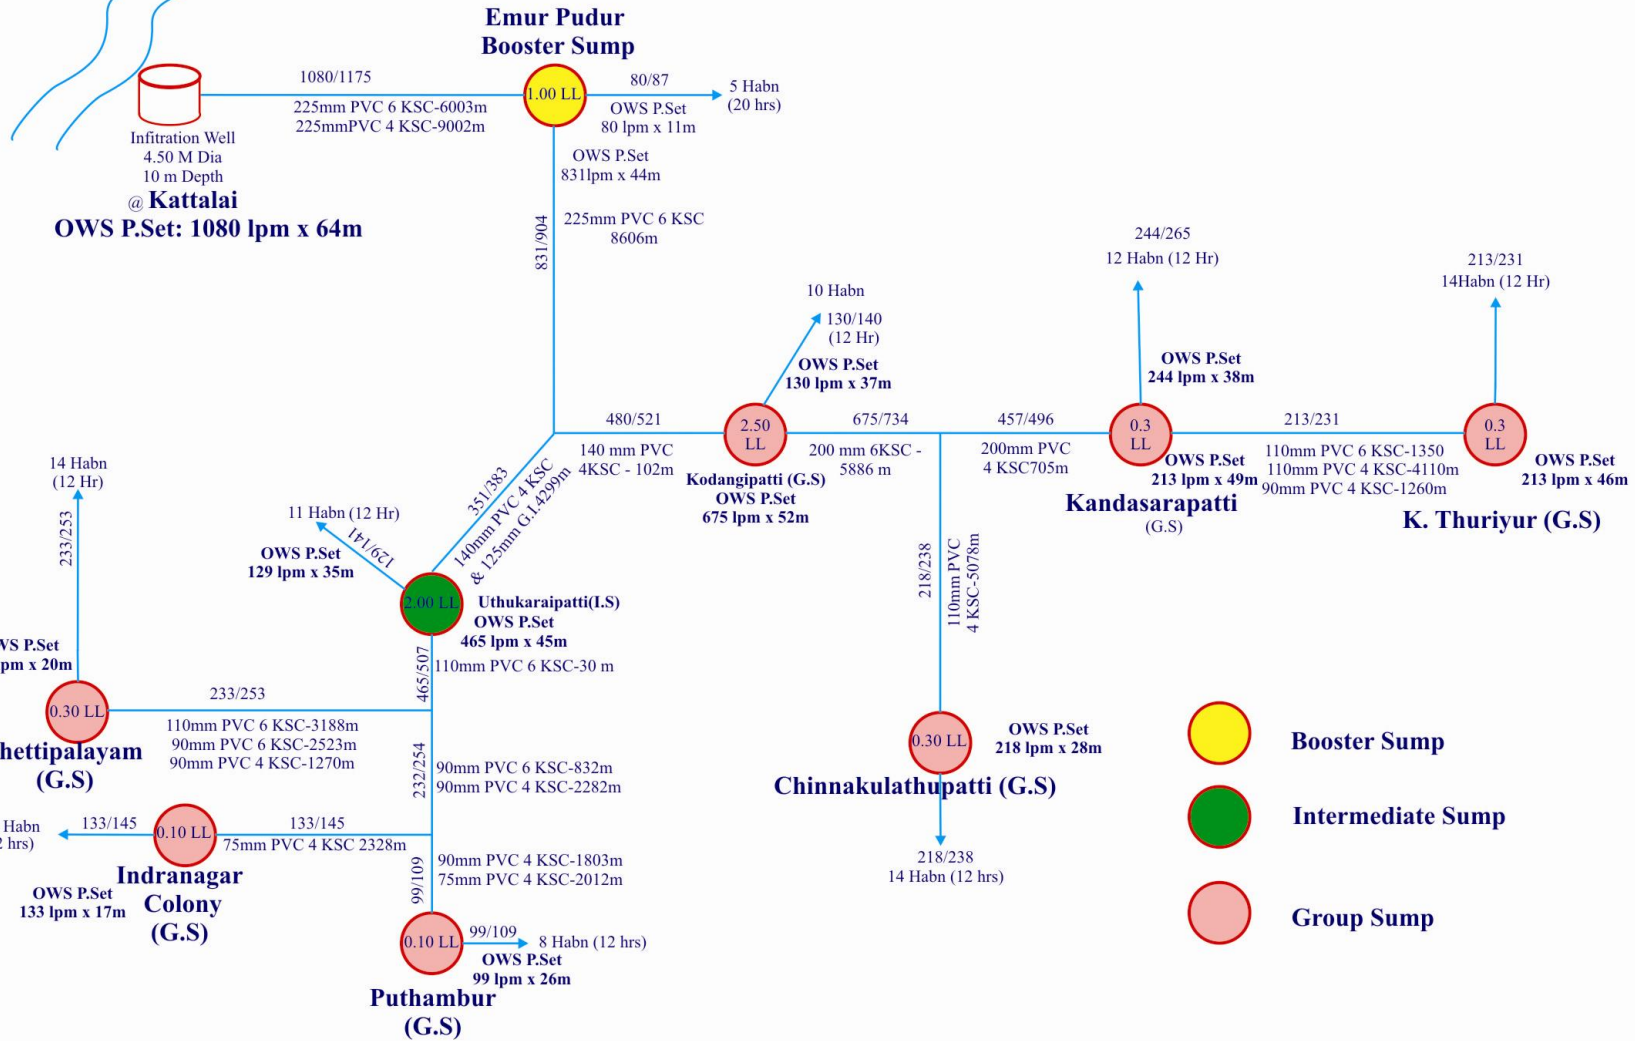 Emur Pudur
Booster Sump
1080/1175
225mm PVC 6 KSC-6003m
225mmPVC 4 KSC-9002m
1.00 LL
80/87
OWS P.Set
80 lpm x 11m
5 Habn
(20 hrs)
Infitration Well
4.50 M Dia
10 m Depth
@ Kattalai
OWS P.Set: 1080 lpm x 64m
OWS P.Set
831lpm x 44m
831/904
225mm PVC 6 KSC
8606m
10 Habn
130/140
(12 Hr)
OWS P.Set
130 lpm x 37m
244/265
12 Habn (12 Hr)
OWS P.Set
244 lpm x 38m
213/231
14Habn (12 Hr)
480/521
140 mm PVC
4KSC - 102m
2.50
LL
Kodangipatti (G.S)
OWS P.Set
675 lpm x 52m
675/734
200 mm 6KSC -
5886 m
457/496
200mm PVC
4 KSC705m
0.3
LL
OWS P.Set
213 lpm x 49m
Kandasarapatti
(G.S)
213/231
110mm PVC 6 KSC-1350
110mm PVC 4 KSC-4110m
90mm PVC 4 KSC-1260m
0.3
LL
OWS P.Set
213 lpm x 46m
K. Thuriyur (G.S)
351/383
140mm PVC 4 KSC
& 125mm G.I.4299m
11 Habn (12 Hr)
129/141
OWS P.Set
129 lpm x 35m
2.00 LL
Uthukaraipatti(I.S)
OWS P.Set
465 lpm x 45m
465/507
110mm PVC 6 KSC-30 m
14 Habn
(12 Hr)
233/253
WS P.Set
pm x 20m
0.30 LL
hettipalayam
(G.S)
233/253
110mm PVC 6 KSC-3188m
90mm PVC 6 KSC-2523m
90mm PVC 4 KSC-1270m
232/254
90mm PVC 6 KSC-832m
90mm PVC 4 KSC-2282m
218/238
110mm PVC
4 KSC-5078m
0.30 LL
OWS P.Set
218 lpm x 28m
Chinnakulathupatti (G.S)
218/238
14 Habn (12 hrs)
Habn
2 hrs)
133/145
0.10 LL
133/145
75mm PVC 4 KSC 2328m
Indranagar
Colony
(G.S)
OWS P.Set
133 lpm x 17m
99/109
90mm PVC 4 KSC-1803m
75mm PVC 4 KSC-2012m
0.10 LL
99/109
8 Habn (12 hrs)
OWS P.Set
99 lpm x 26m
Puthambur
(G.S)
Booster Sump
Intermediate Sump
Group Sump